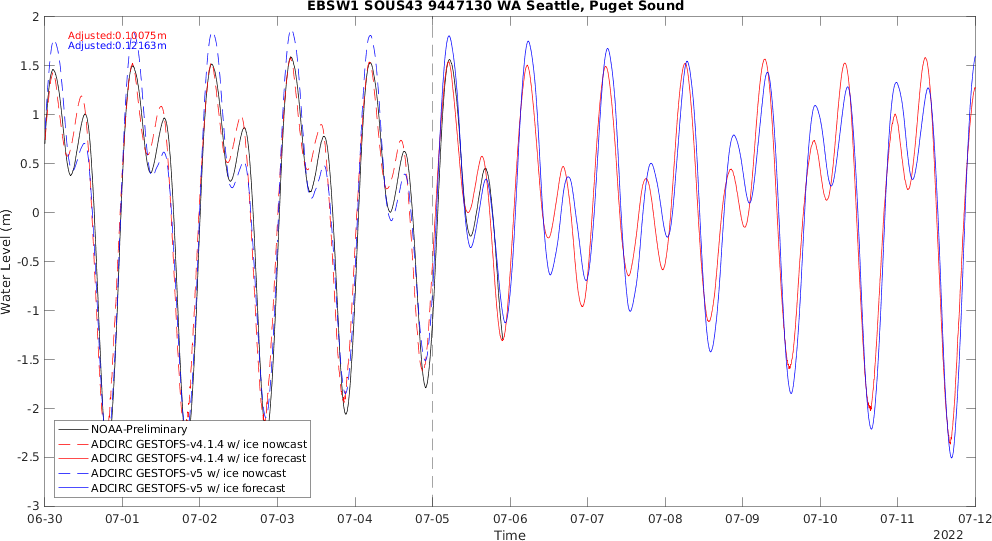 EBSW1 SOUS43 9447130 WA Seattle, Puget Sound
Adjusted:0.10075m
Adjusted:0.12163m
2
1.5
1
0.5
0
-0.5
-1
-1.5
-2
-2.5
-3
Water Level (m)
NOAA-Preliminary
ADCIRC GESTOFS-v4.1.4 w/ ice nowcast
ADCIRC GESTOFS-v4.1.4 w/ ice forecast
ADCIRC GESTOFS-v5 w/ ice nowcast
ADCIRC GESTOFS-v5 w/ ice forecast
06-30 07-01 07-02 07-03 07-04 07-05 07-06 07-07 07-08 07-09 07-10 07-11 07-12
Time
2022